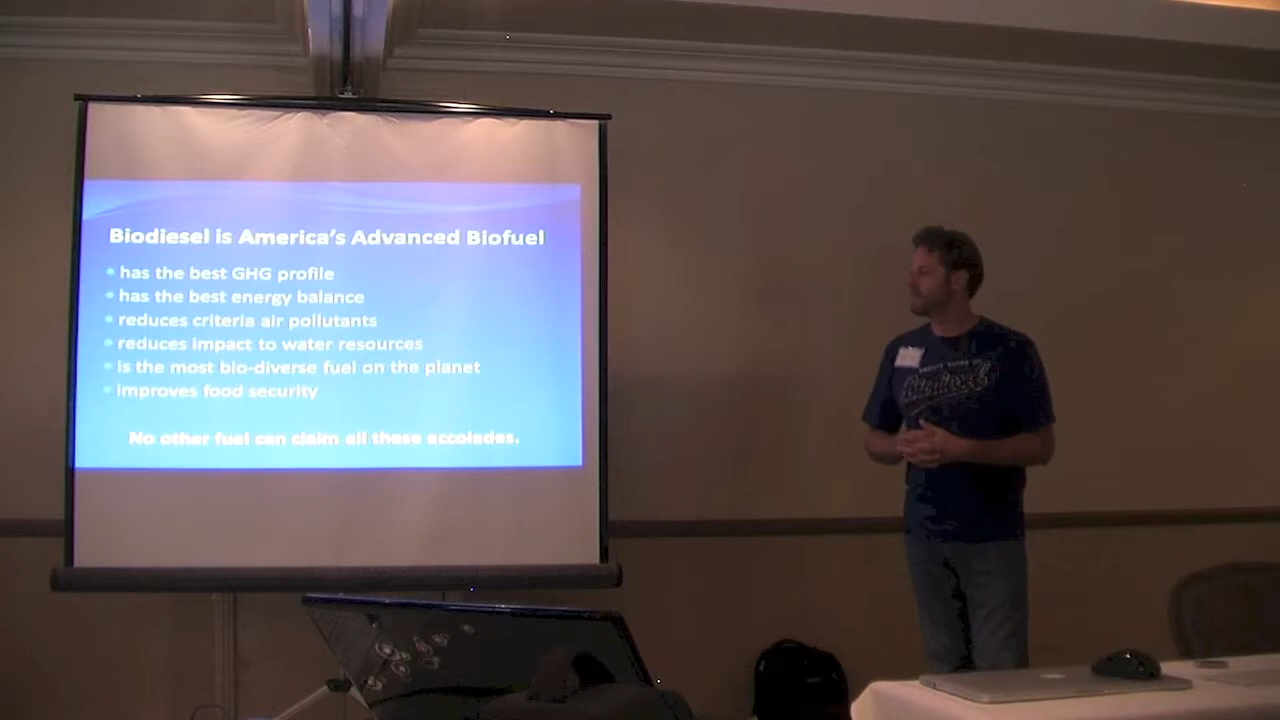 Biodiesel is America's Advanced Biofuel
has the best GHG profile
has the best energy balance
reduces criteria air pollutants
reduces impact to water resources
is the most bio-diverse fuel on the planet
improves food security
No other fuel can claim all these accolades.
Biodiesel